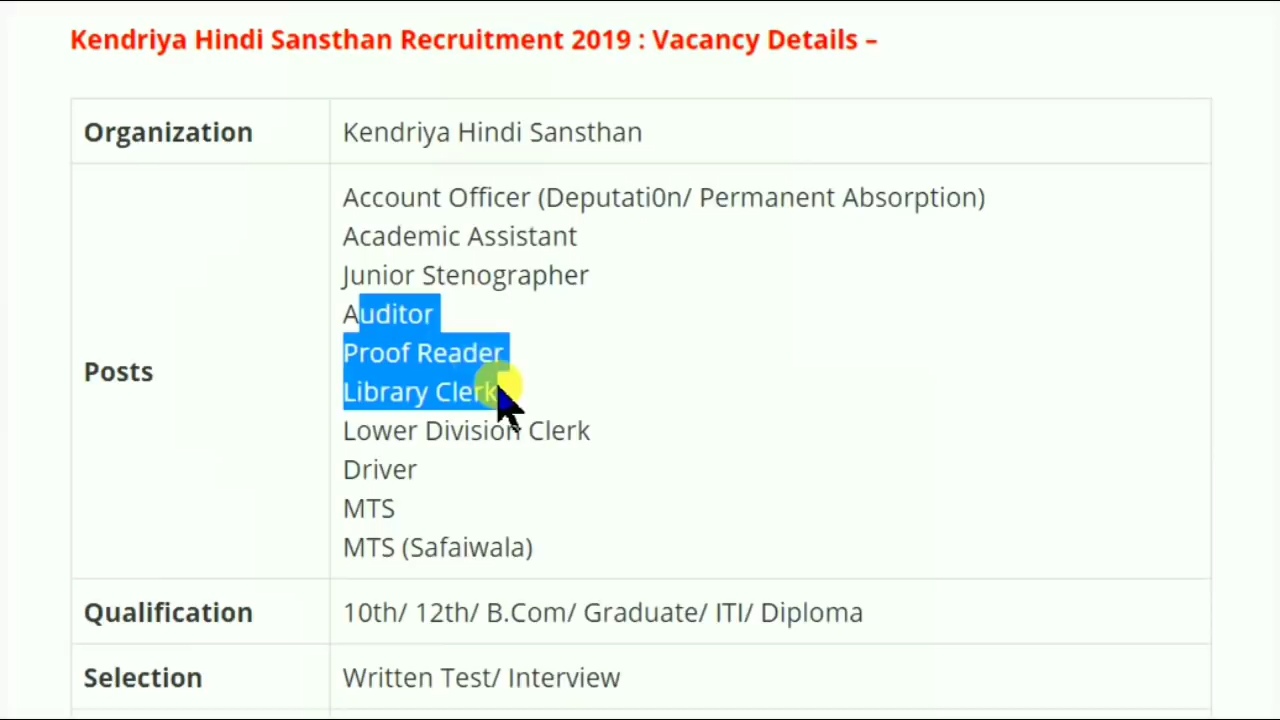 Kendriya Hindi Sansthan Recruitment 2019 : Vacancy Details –
Organization
Kendriya Hindi Sansthan
Posts
Account Officer (Deputati0n/ Permanent Absorption)
Academic Assistant
Junior Stenographer
Auditor
Proof Reader
Library Clerk
Lower Division Clerk
Driver
MTS
MTS (Safaiwala)
Qualification
10th/ 12th/ B.Com/ Graduate/ ITI/ Diploma
Selection
Written Test/ Interview